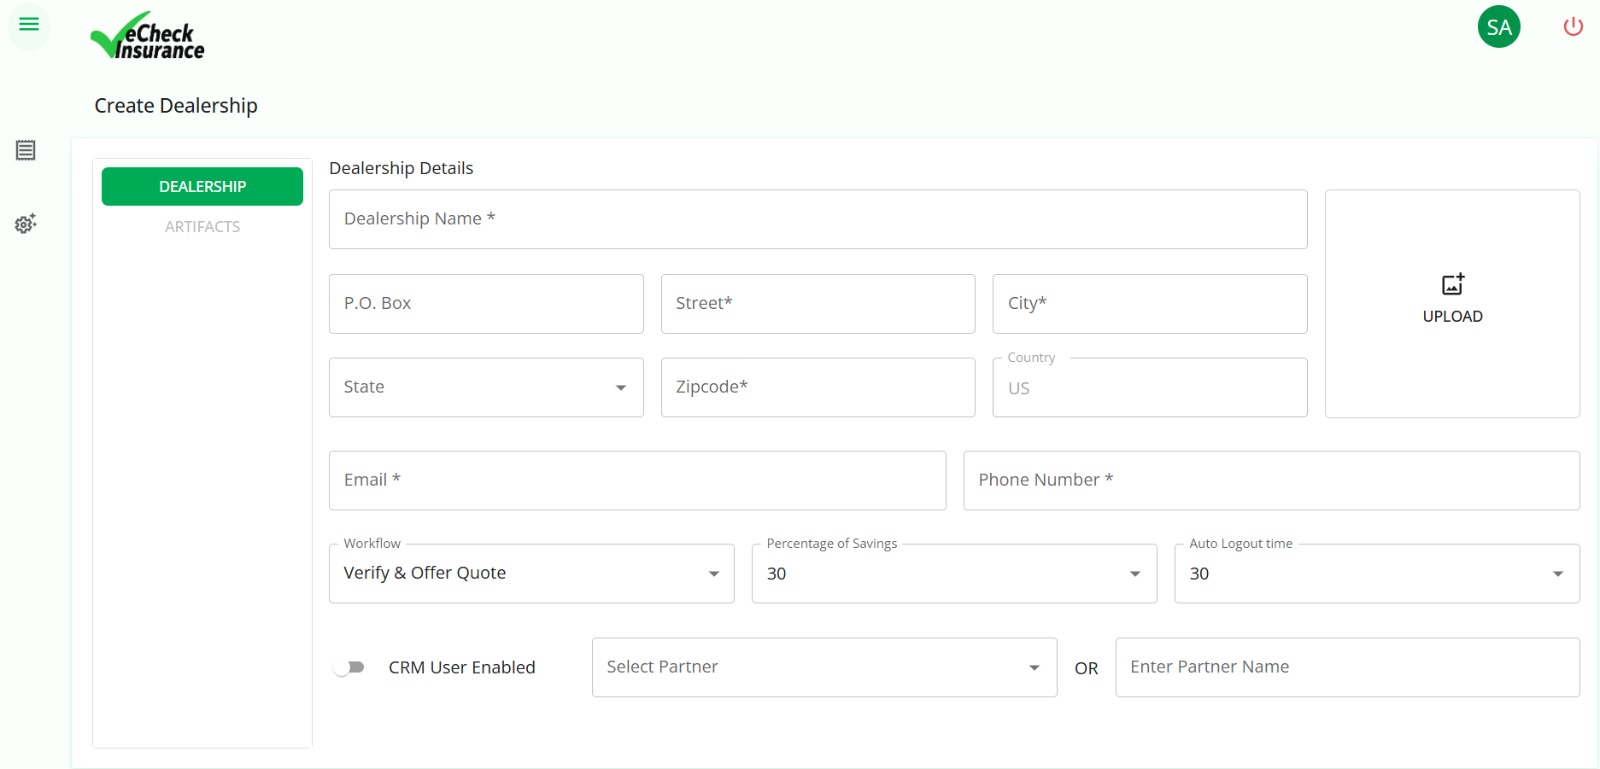 eCheck
Insurance
SA
Create Dealership
DEALERSHIP
ARTIFACTS
Dealership Details
Dealership Name *
P.O. Box
Street*
City*
UPLOAD
State
Zipcode*
Country
US
Email *
Phone Number *
Workflow
Verify & Offer Quote
Percentage of Savings
30
Auto Logout time
30
CRM User Enabled
Select Partner
OR
Enter Partner Name